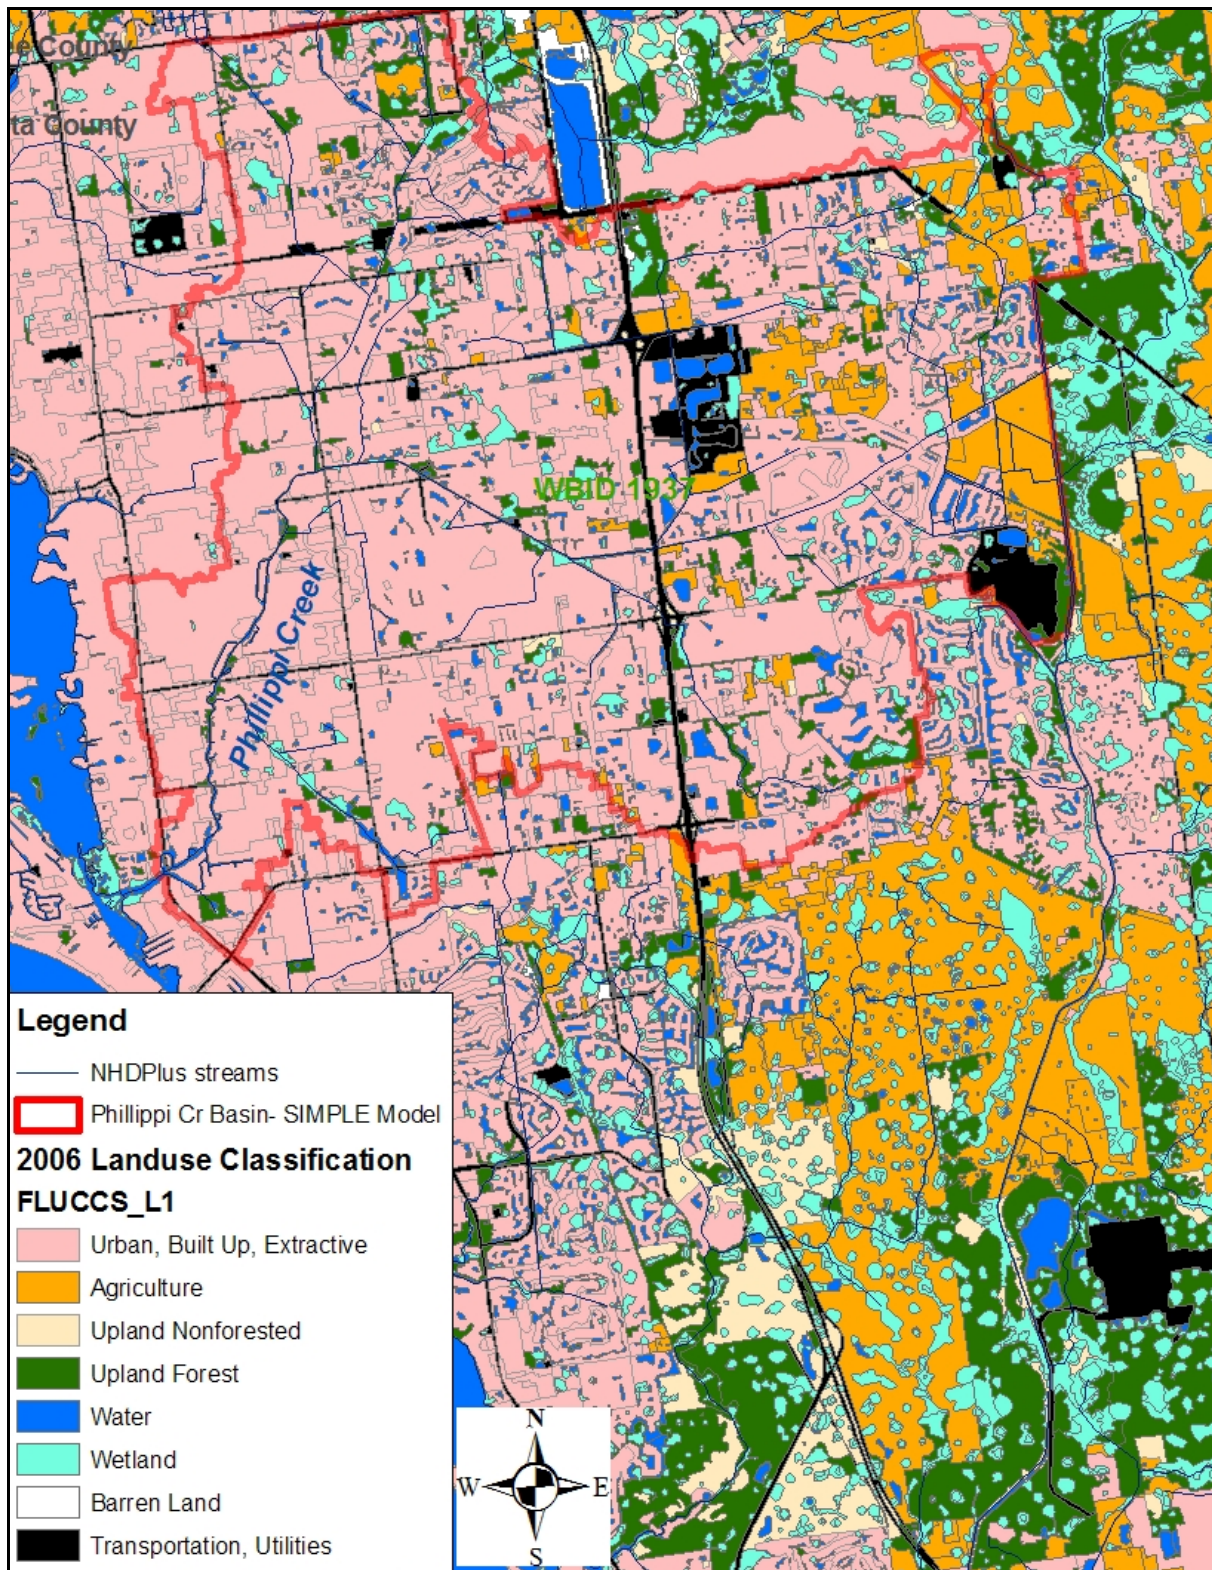 e County
ta County
WBID 1937
Phillippi Creek
Legend
NHDPlus streams
Phillippi Cr Basin- SIMPLE Model
2006 Landuse Classification
FLUCCS_L1
Urban, Built Up, Extractive
Agriculture
Upland Nonforested
Upland Forest
Water
Wetland
Barren Land
Transportation, Utilities
N
W E
S